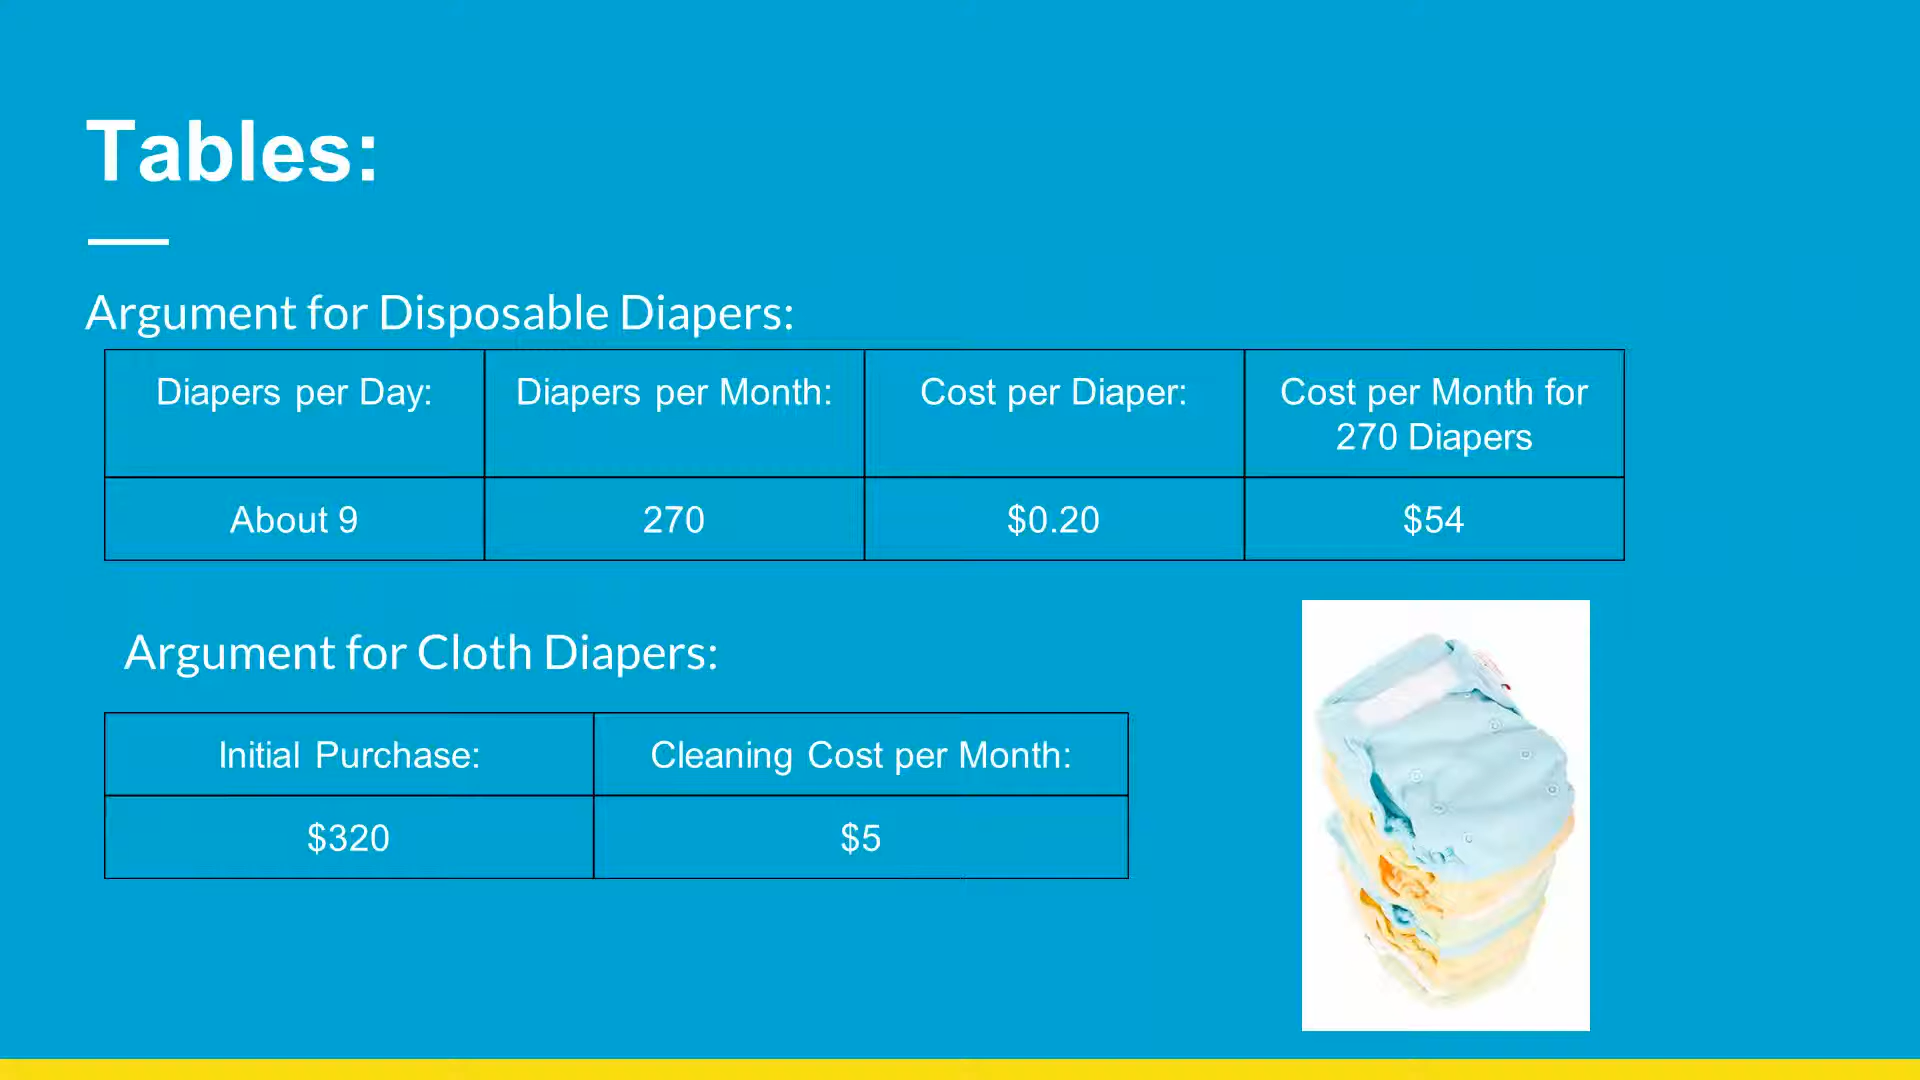 Tables:
Argument for Disposable Diapers:
Diapers per Day:
Diapers per Month:
Cost per Diaper:
Cost per Month for
270 Diapers
About 9
270
$0.20
$54
Argument for Cloth Diapers:
Initial Purchase:
Cleaning Cost per Month:
$320
$5